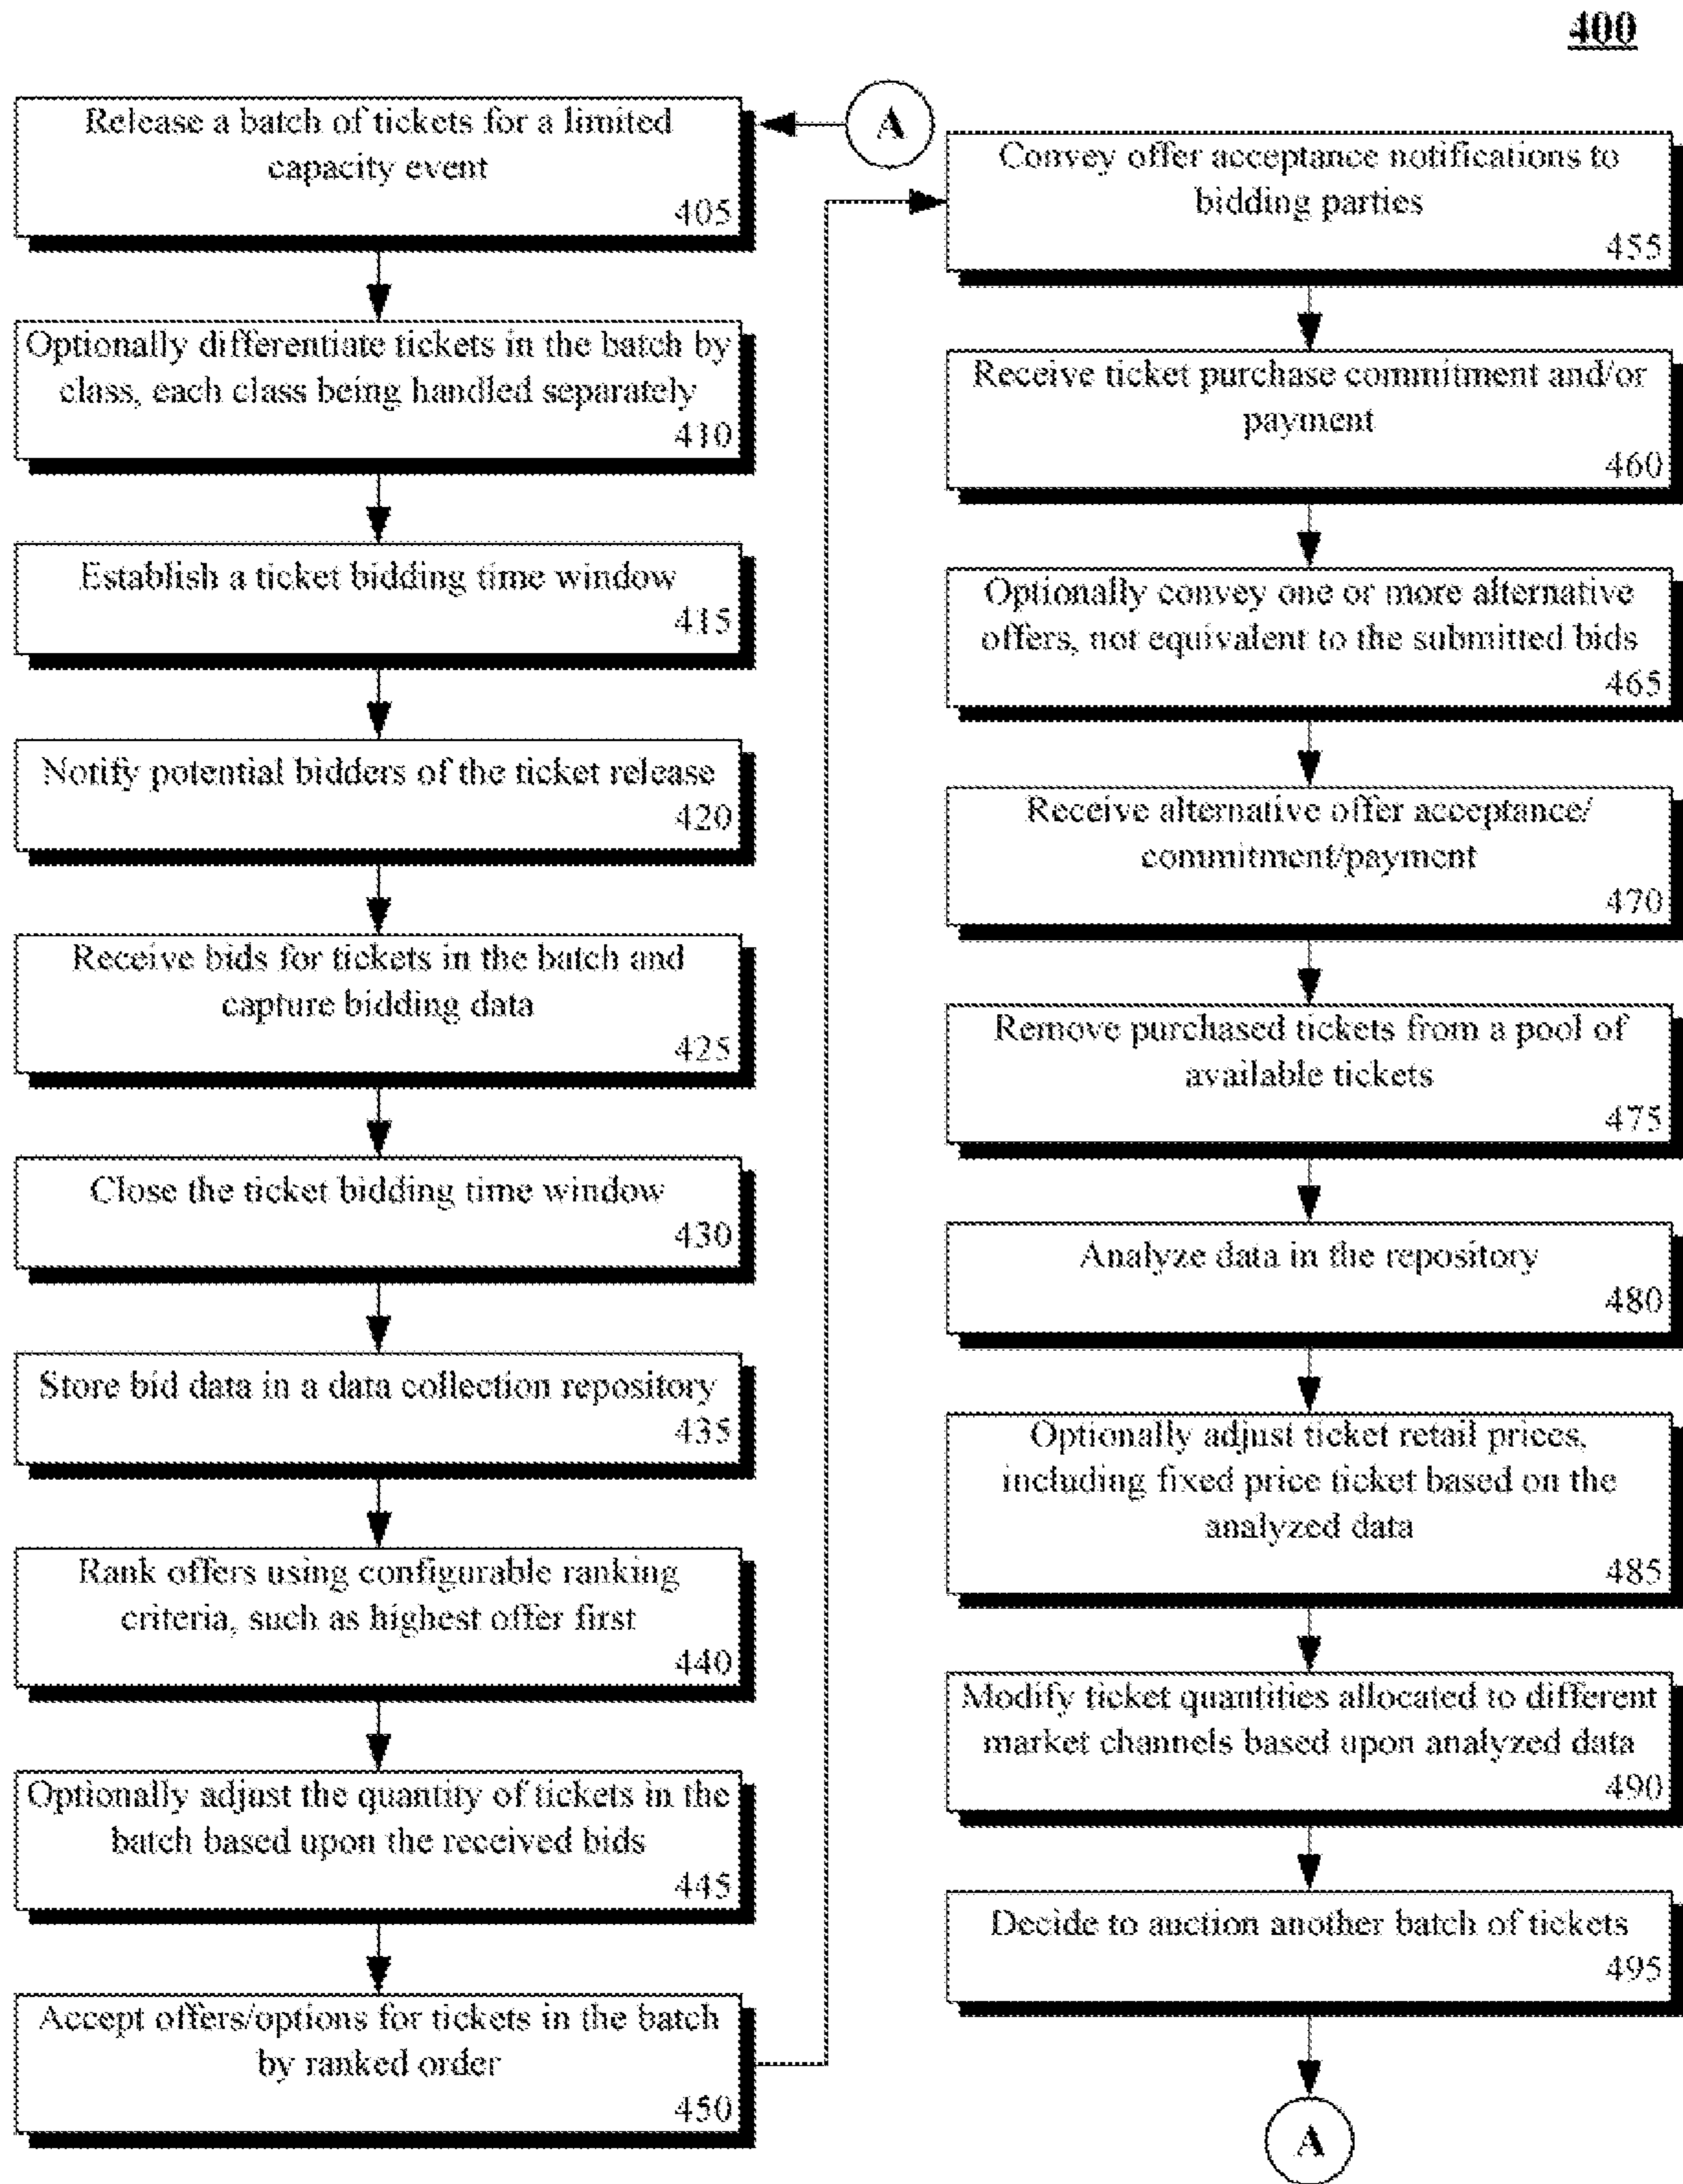 400
Release a batch of tickets for a limited
capacity event
405
A
Optionally differentiate tickets in the batch by
class, each class being handled separately
410
Establish a ticket bidding time window
415
Notify potential bidders of the ticket release
420
Receive bids for tickets in the batch and
capture bidding data
425
Close the ticket bidding time window
430
Store bid data in a data collection repository
435
Rank offers using configurable ranking
criteria, such as highest offer first
440
Optionally adjust the quantity of tickets in the
batch based upon the received bids
445
Accept offers/options for tickets in the batch
by ranked order
450
Convey offer acceptance notifications to
bidding parties
455
Receive ticket purchase commitment and/or
payment
460
Optionally convey one or more alternative
offers, not equivalent to the submitted bids
465
Receive alternative offer acceptance/
commitment/payment
470
Remove purchased tickets from a pool of
available tickets
475
Analyze data in the repository
480
Optionally adjust ticket retail prices,
including fixed price ticket based on the
analyzed data
485
Modify ticket quantities allocated to different
market channels based upon analyzed data
490
Decide to auction another batch of tickets
495
A